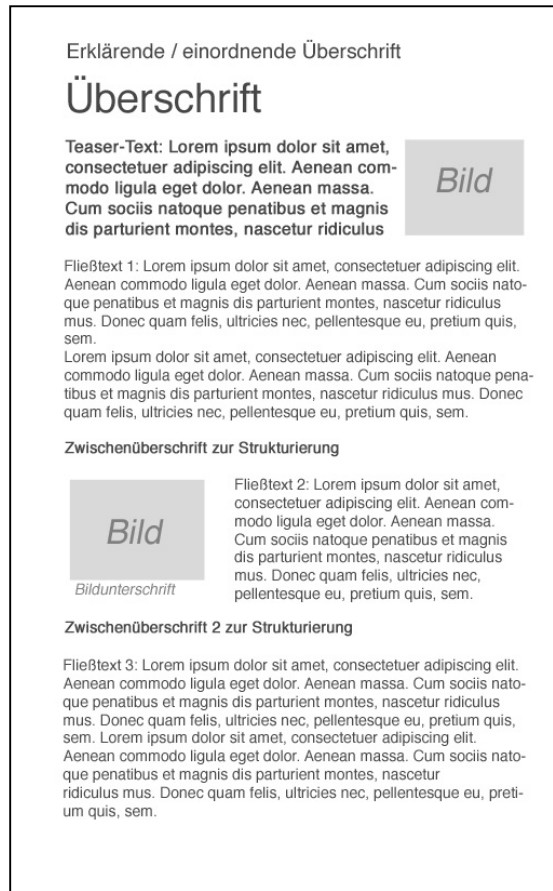 Erklärende / einordnende Überschrift
Überschrift
Teaser-Text: Lorem ipsum dolor sit amet,
consectetuer adipiscing elit. Aenean com-
modo ligula eget dolor. Aenean massa.
Cum sociis natoque penatibus et magnis
dis parturient montes, nascetur ridiculus
Bild
Fließtext 1: Lorem ipsum dolor sit amet, consectetuer adipiscing elit.
Aenean commodo ligula eget dolor. Aenean massa. Cum sociis nato-
que penatibus et magnis dis parturient montes, nascetur ridiculus
mus. Donec quam felis, ultricies nec, pellentesque eu, pretium quis,
sem.
Lorem ipsum dolor sit amet, consectetuer adipiscing elit. Aenean
commodo ligula eget dolor. Aenean massa. Cum sociis natoque pena-
tibus et magnis dis parturient montes, nascetur ridiculus mus. Donec
quam felis, ultricies nec, pellentesque eu, pretium quis, sem.
Zwischenüberschrift zur Strukturierung
Bild
Bildunterschrift
Fließtext 2: Lorem ipsum dolor sit amet,
consectetuer adipiscing elit. Aenean com-
modo ligula eget dolor. Aenean massa.
Cum sociis natoque penatibus et magnis
dis parturient montes, nascetur ridiculus
mus. Donec quam felis, ultricies nec,
pellentesque eu, pretium quis, sem.
Zwischenüberschrift 2 zur Strukturierung
Fließtext 3: Lorem ipsum dolor sit amet, consectetuer adipiscing elit.
Aenean commodo ligula eget dolor. Aenean massa. Cum sociis nato-
que penatibus et magnis dis parturient montes, nascetur ridiculus
mus. Donec quam felis, ultricies nec, pellentesque eu, pretium quis,
sem. Lorem ipsum dolor sit amet, consectetuer adipiscing elit.
Aenean commodo ligula eget dolor. Aenean massa. Cum sociis nato-
que penatibus et magnis dis parturient montes, nascetur
ridiculus mus. Donec quam felis, ultricies nec, pellentesque eu, preti-
um quis, sem.